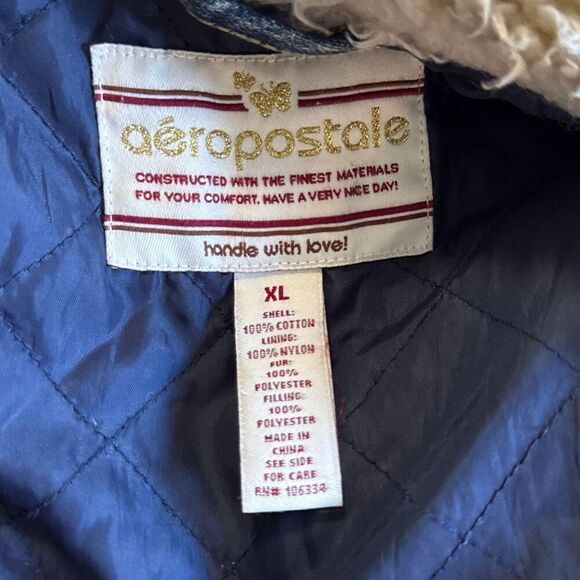 aéropostale
CONSTRUCTED WITH THE FINEST MATERIALS
FOR YOUR COMFORT. HAVE A VERY NICE DAY!
handle with love!
XL
SHELL:
100% COTTON
LINING:
100% NYLON
FUR:
100%
POLYESTER
FILLING:
100%
POLYESTER
MADE IN
CHINA
SEE SIDE
FOR CARE
RN#